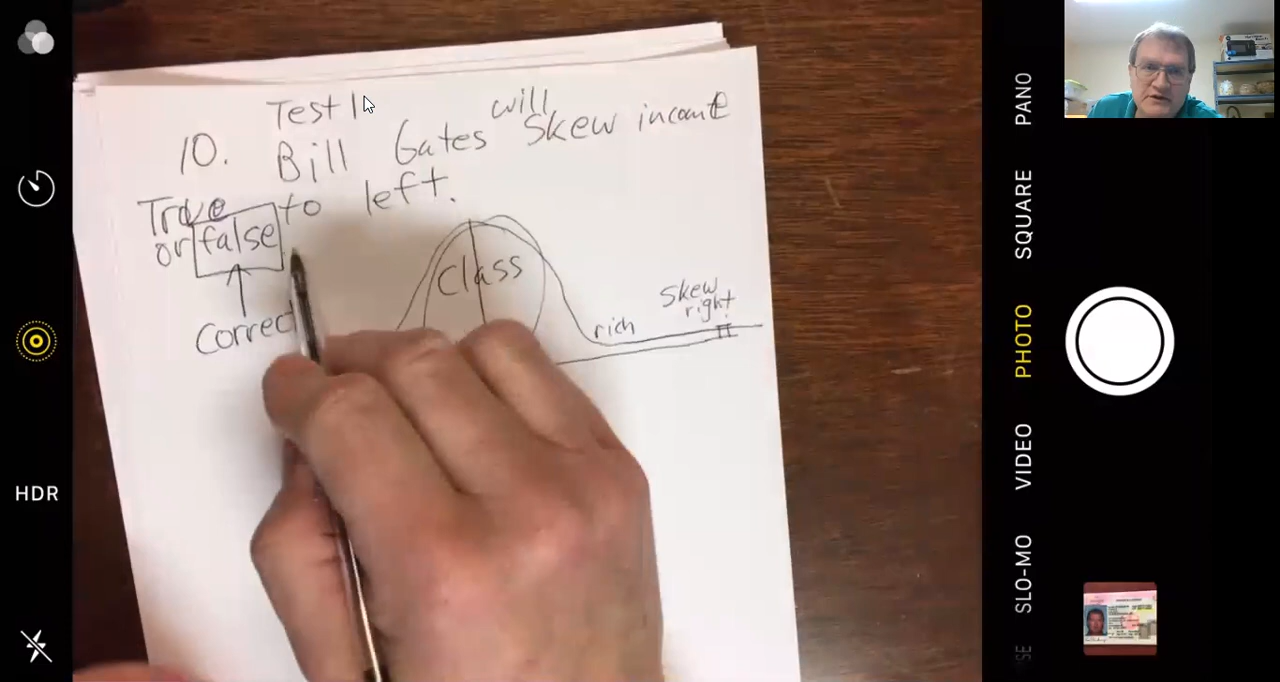 Test 1
10. Bill Gates will skew income
True to left.
or false
Correct
Class
rich
Skew
right
HDR
PANO
SQUARE
PHOTO
VIDEO
SLO-MO
SE